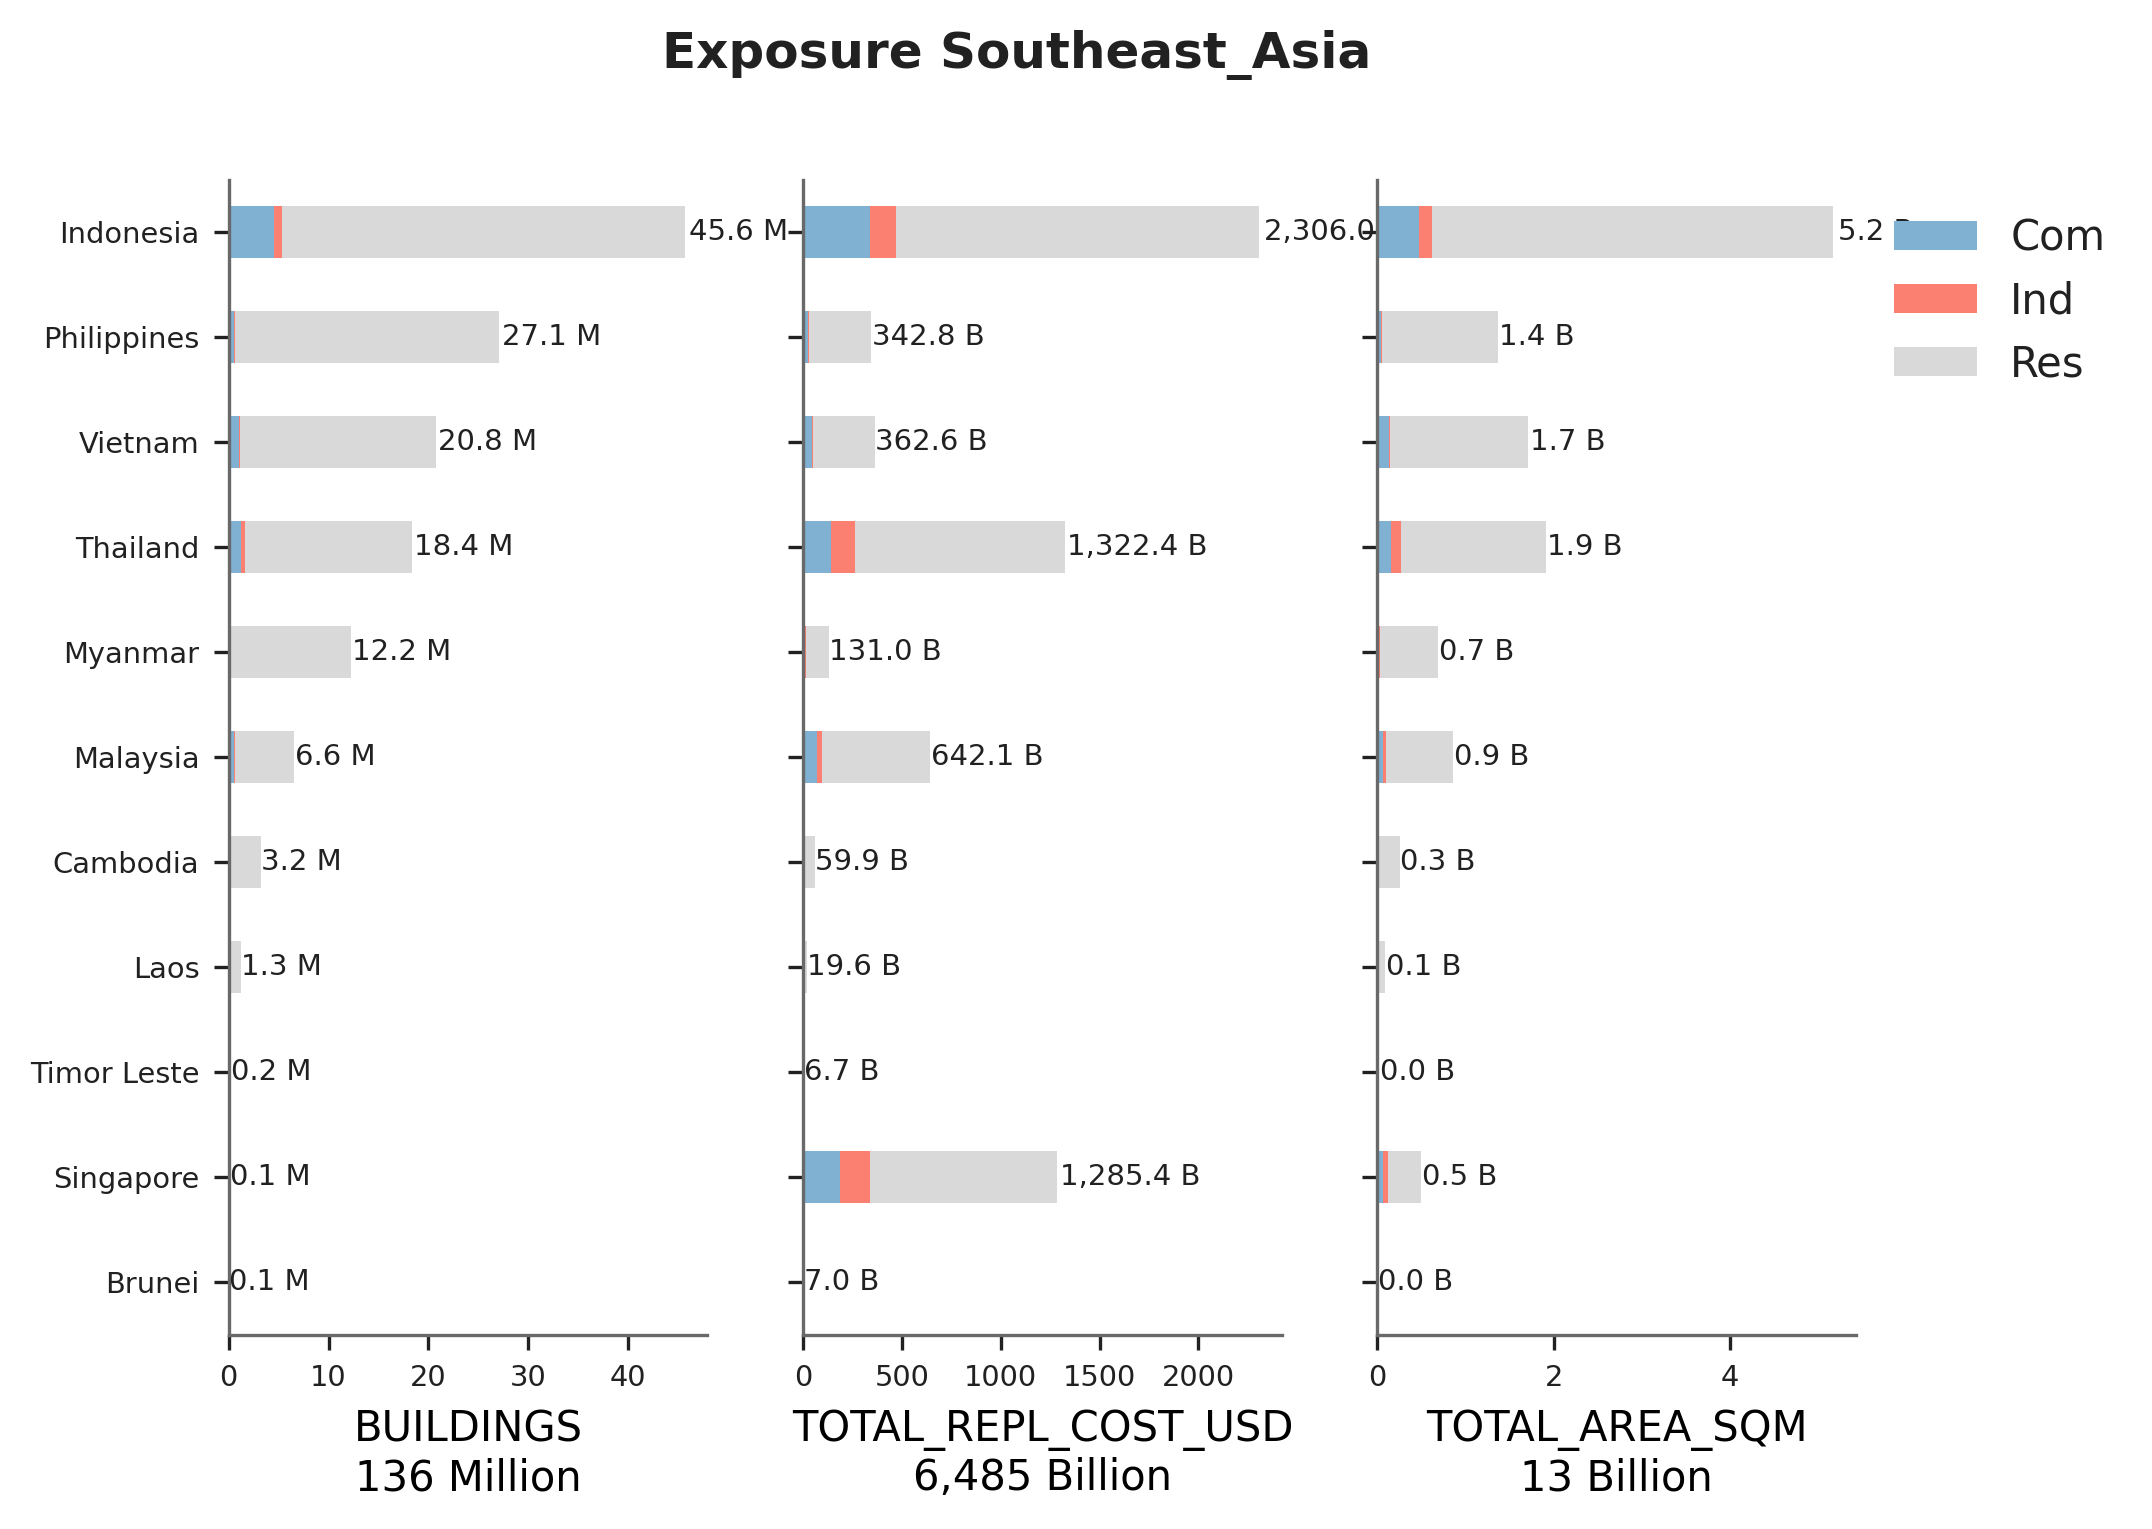 Exposure Southeast_Asia
Indonesia 45.6 M 2,306.0 5.2 Com
Ind
Philippines 27.1 M 342.8 B 1.4 B Res
Vietnam 20.8 M 362.6 B 1.7 B
Thailand 18.4 M 1,322.4 B 1.9 B
Myanmar 12.2 M 131.0 B 0.7 B
Malaysia 6.6 M 642.1 B 0.9 B
Cambodia 3.2 M 59.9 B 0.3 B
Laos 1.3 M 19.6 B 0.1 B
Timor Leste 0.2 M 6.7 B 0.0 B
Singapore 0.1 M 1,285.4 B 0.5 B
Brunei 0.1 M 7.0 B 0.0 B
0 10 20 30 40 0 500 1000 1500 2000 0 2 4
BUILDINGS TOTAL_REPL_COST_USD TOTAL_AREA_SQM
136 Million 6,485 Billion 13 Billion